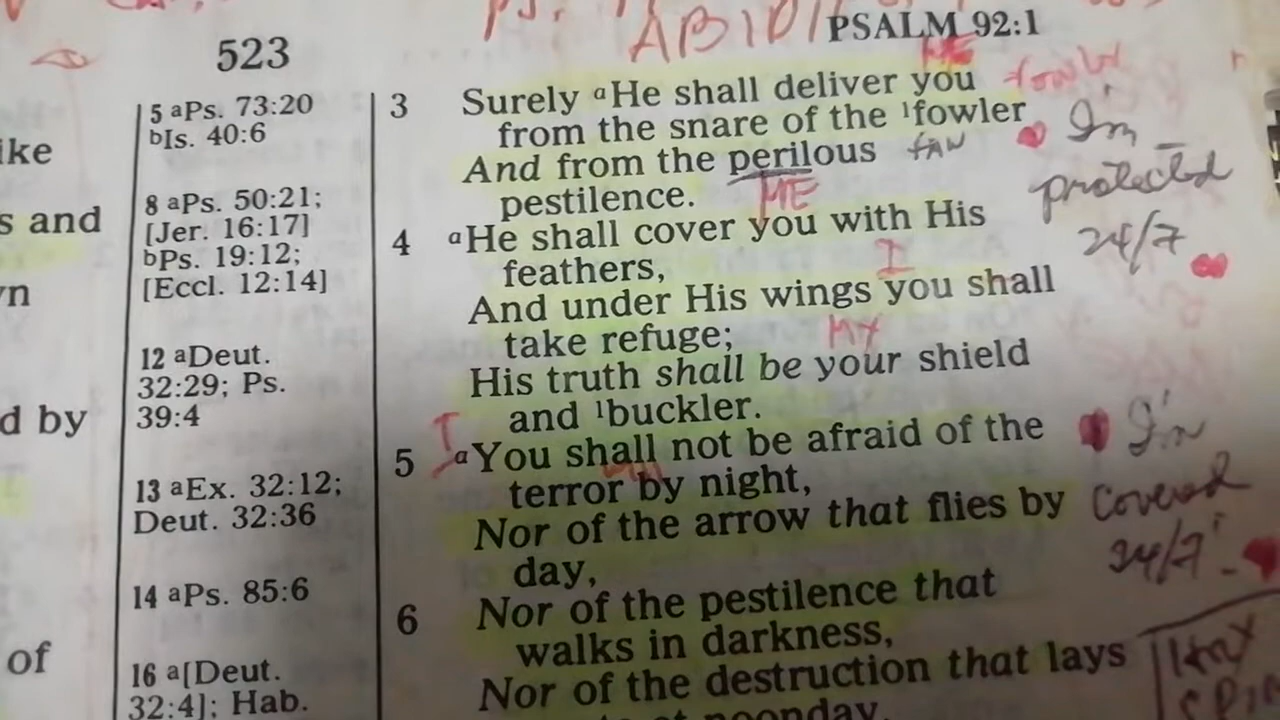 ABIDI
523
PSALM 92:1
ike
s and
n
d by
of
5 aPs. 73:20
bIs. 40:6
8 aPs. 50:21;
[Jer. 16:17]
bPs. 19:12;
[Eccl. 12:14]
12 aDeut.
32:29; Ps.
39:4
13 aEx. 32:12;
Deut. 32:36
14 aPs. 85:6
16 a[Deut.
32:4]; Hab.
ME
3 Surely aHe shall deliver you
from the snare of the 1fowler
And from the perilous
pestilence.
ME
4 aHe shall cover you with His
feathers,
I
And under His wings you shall
take refuge;
MY
His truth shall be your shield
and 1buckler.
I
5 aYou shall not be afraid of the
terror by night,
Nor of the arrow that flies by
day,
6 Nor of the pestilence that
walks in darkness,
Nor of the destruction that lays
at noonday.
I'm
protected
24/7
I'm
Covered
24/7